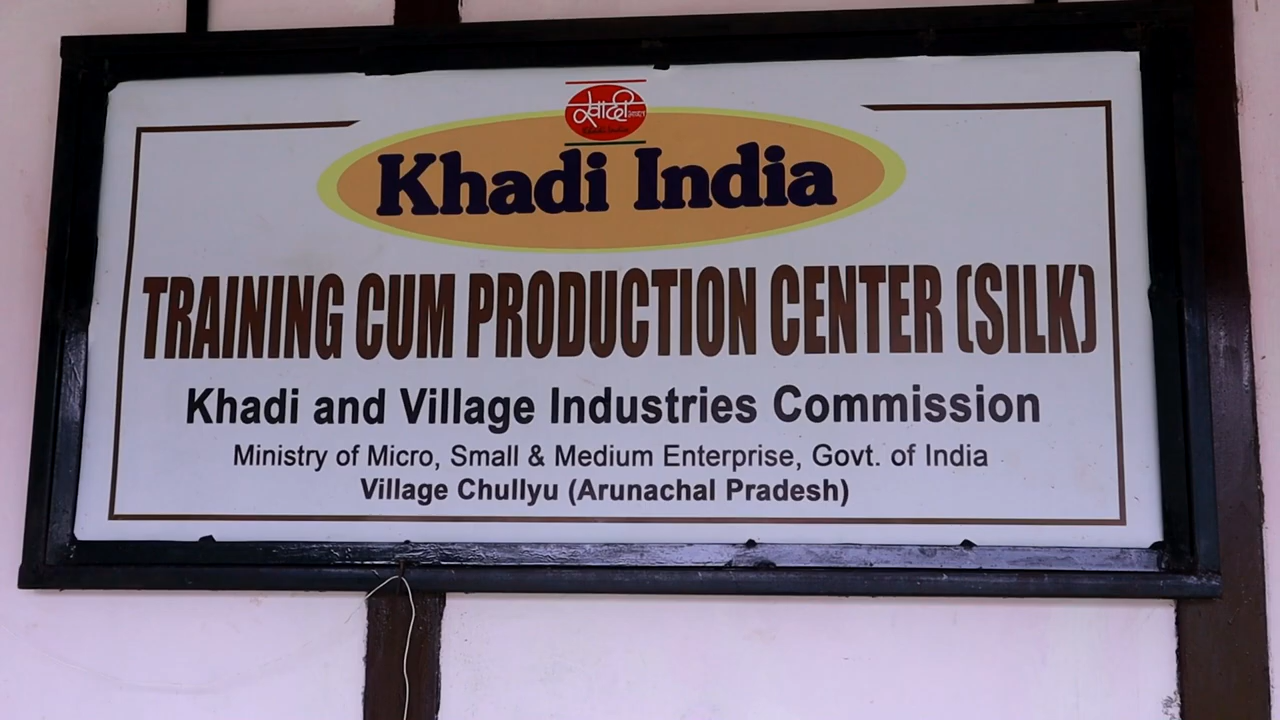 खादी
Khadi India
TRAINING CUM PRODUCTION CENTER (SILK)
Khadi and Village Industries Commission
Ministry of Micro, Small & Medium Enterprise, Govt. of India
Village Chullyu (Arunachal Pradesh)